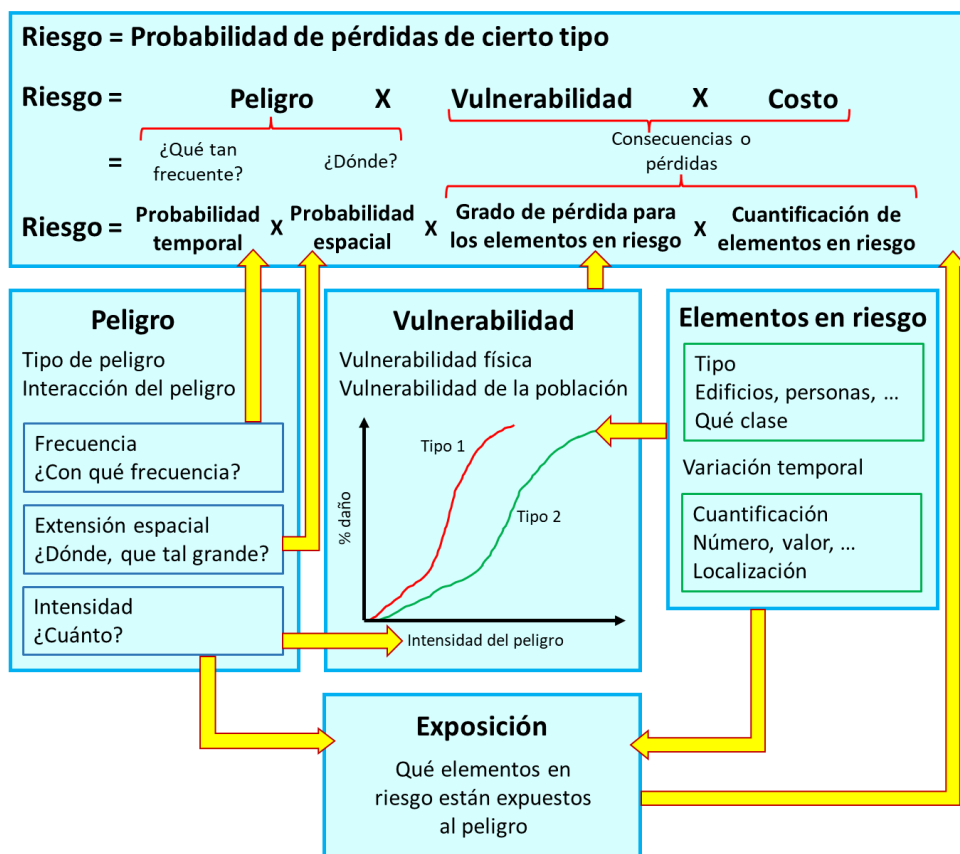 Riesgo = Probabilidad de pérdidas de cierto tipo
Riesgo = Peligro X Vulnerabilidad X Costo
= ¿Qué tan frecuente? ¿Dónde? Consecuencias o pérdidas
Riesgo = Probabilidad temporal X Probabilidad espacial X Grado de pérdida para los elementos en riesgo X Cuantificación de elementos en riesgo
Peligro
Tipo de peligro
Interacción del peligro
Frecuencia
¿Con qué frecuencia?
Extensión espacial
¿Dónde, que tal grande?
Intensidad
¿Cuánto?
Vulnerabilidad
Vulnerabilidad física
Vulnerabilidad de la población
Tipo 1
Tipo 2
% daño
Intensidad del peligro
Elementos en riesgo
Tipo
Edificios, personas, ...
Qué clase
Variación temporal
Cuantificación
Número, valor, ...
Localización
Exposición
Qué elementos en
riesgo están expuestos
al peligro